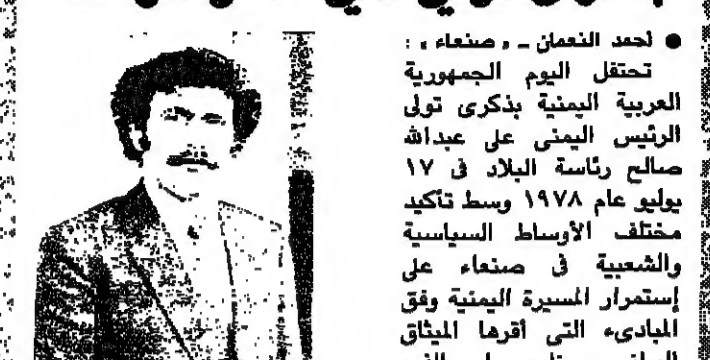 ● أحمد النعمان ـ « صنعاء » :
تحتفل اليوم الجمهورية
العربية اليمنية بذكرى تولى
الرئيس اليمنى على عبدالله
صالح رئاسة البلاد فى ١٧
يوليو عام ١٩٧٨ وسط تأكيد
مختلف الأوساط السياسية
والشعبية فى صنعاء على
إستمرار المسيرة اليمنية وفق
المبادىء التى أقرها الميثاق